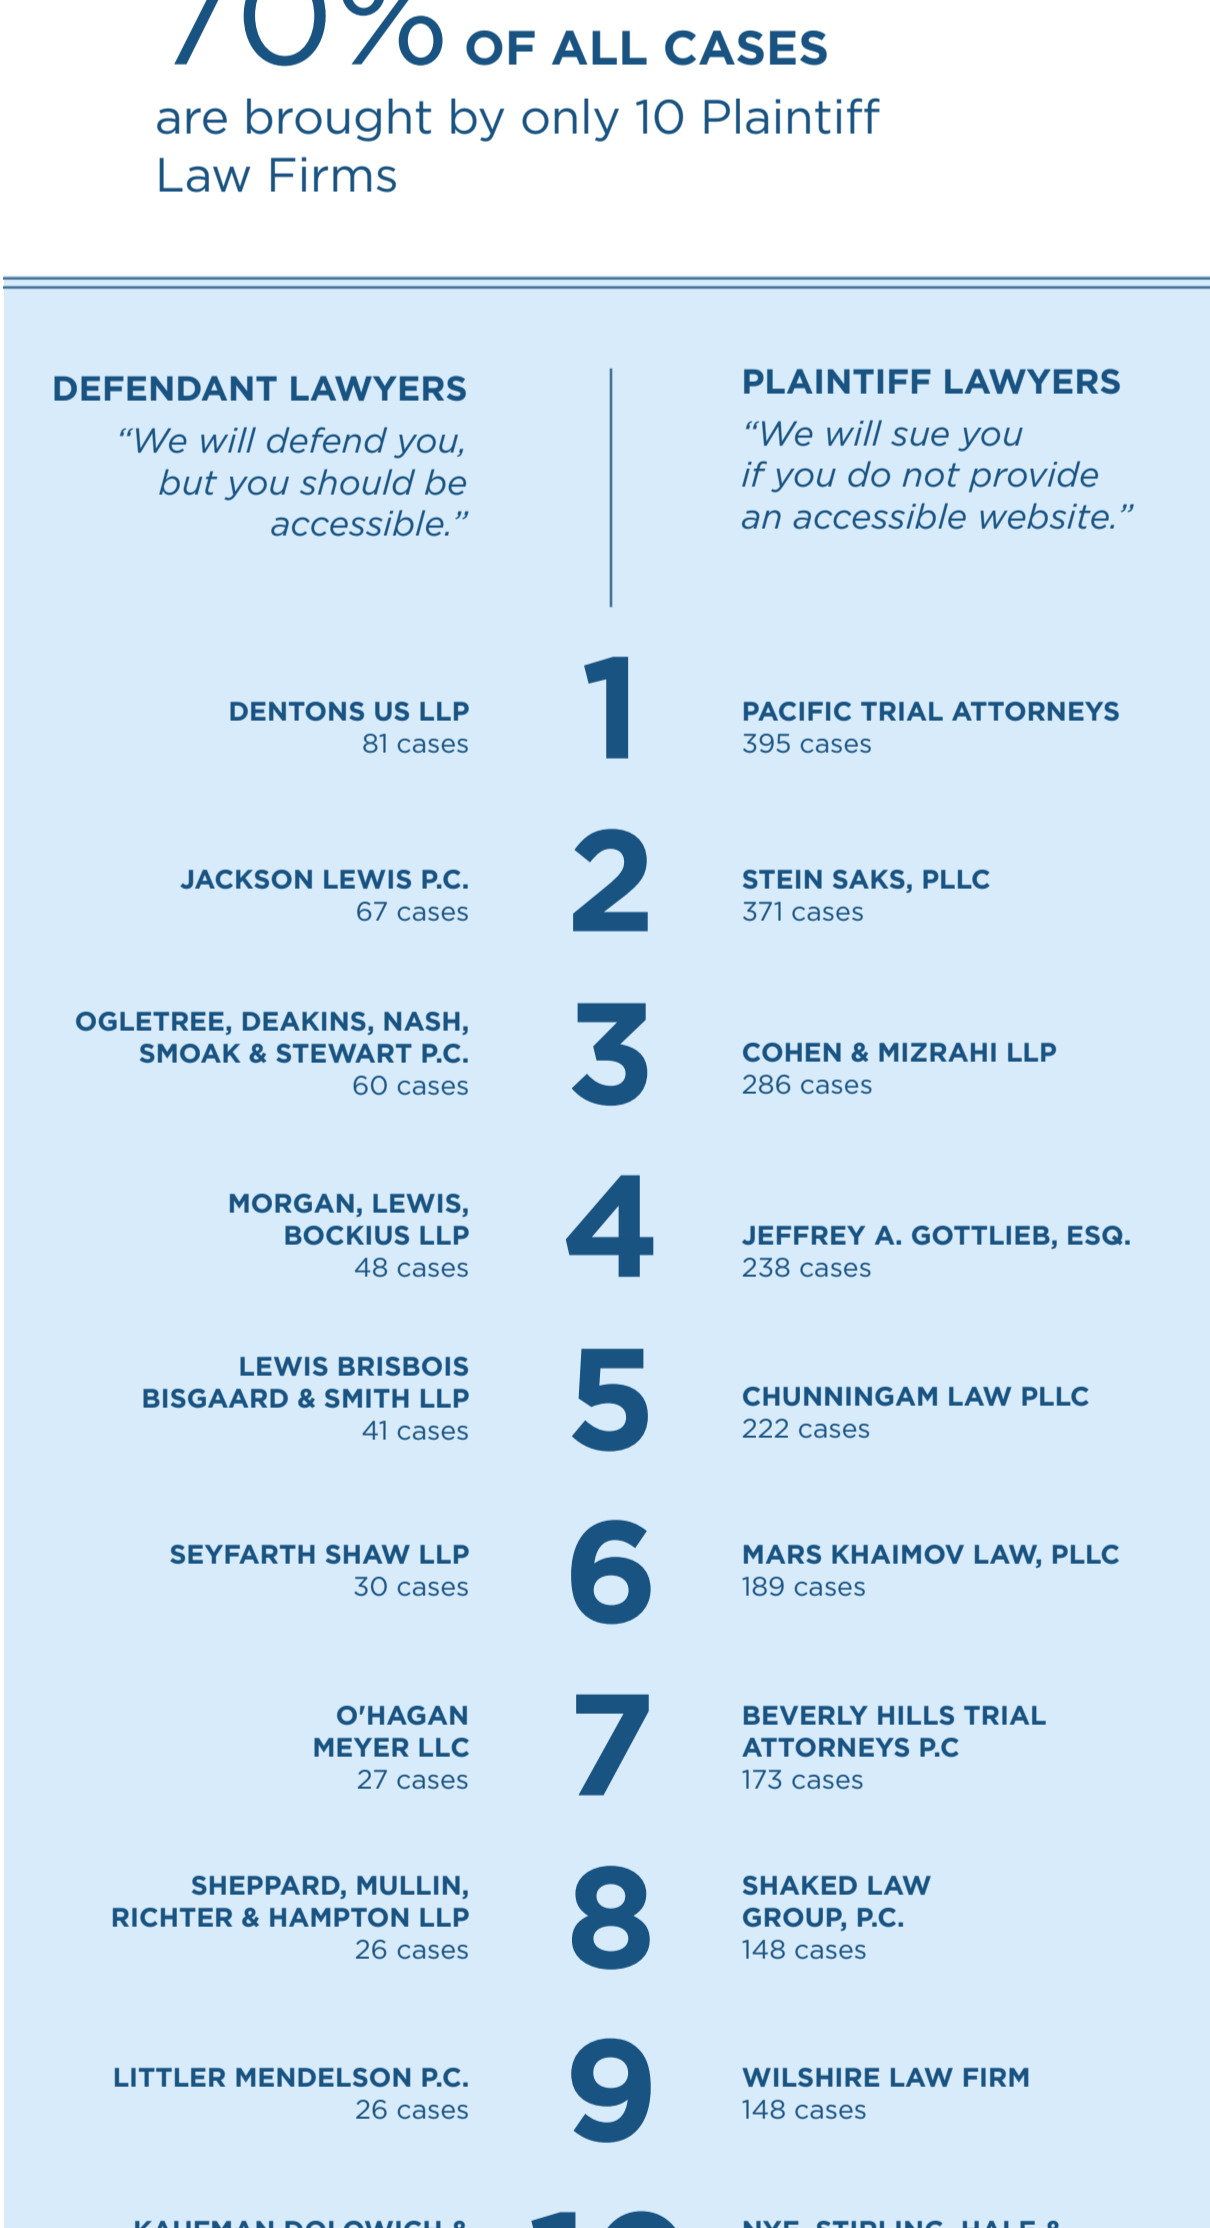 70% OF ALL CASES
are brought by only 10 Plaintiff
Law Firms
DEFENDANT LAWYERS
“We will defend you,
but you should be
accessible.”
PLAINTIFF LAWYERS
“We will sue you
if you do not provide
an accessible website.”
1
DENTONS US LLP
81 cases
PACIFIC TRIAL ATTORNEYS
395 cases
2
JACKSON LEWIS P.C.
67 cases
STEIN SAKS, PLLC
371 cases
3
OGLETREE, DEAKINS, NASH,
SMOAK & STEWART P.C.
60 cases
COHEN & MIZRAHI LLP
286 cases
4
MORGAN, LEWIS,
BOCKIUS LLP
48 cases
JEFFREY A. GOTTLIEB, ESQ.
238 cases
5
LEWIS BRISBOIS
BISGAARD & SMITH LLP
41 cases
CHUNNINGAM LAW PLLC
222 cases
6
SEYFARTH SHAW LLP
30 cases
MARS KHAIMOV LAW, PLLC
189 cases
7
O'HAGAN
MEYER LLC
27 cases
BEVERLY HILLS TRIAL
ATTORNEYS P.C
173 cases
8
SHEPPARD, MULLIN,
RICHTER & HAMPTON LLP
26 cases
SHAKED LAW
GROUP, P.C.
148 cases
9
LITTLER MENDELSON P.C.
26 cases
WILSHIRE LAW FIRM
148 cases
10
KAUFMAN DOLOWICH &
NYE, STIRLING, HALE &